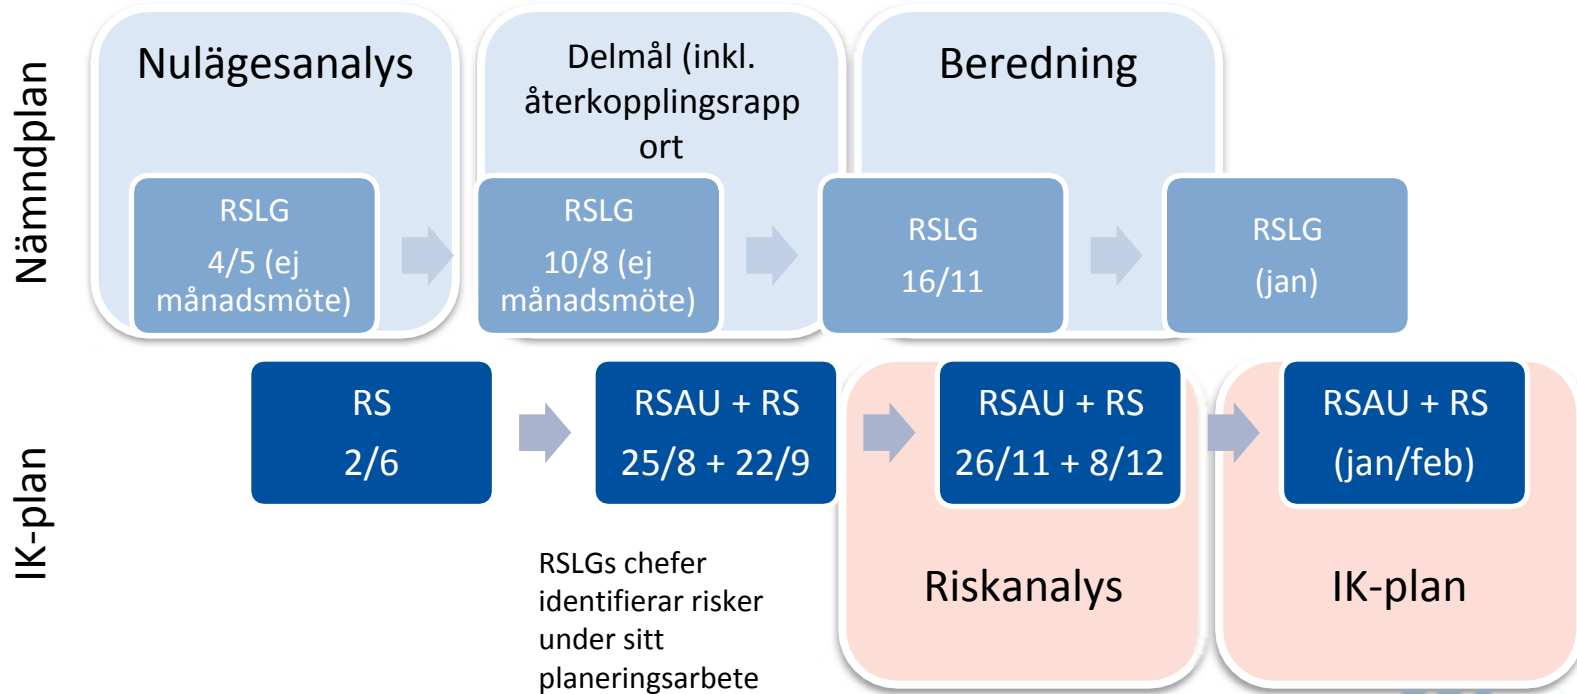 Nämndplan
Nulägesanalys
RSLG
4/5 (ej
månadsmöte)
Delmål (inkl.
återkopplingsrapp
ort
RSLG
10/8 (ej
månadsmöte)
Beredning
RSLG
16/11
RSLG
(jan)
IK-plan
RS
2/6
RSAU + RS
25/8 + 22/9
RSLGs chefer
identifierar risker
under sitt
planeringsarbete
RSAU + RS
26/11 + 8/12
Riskanalys
RSAU + RS
(jan/feb)
IK-plan